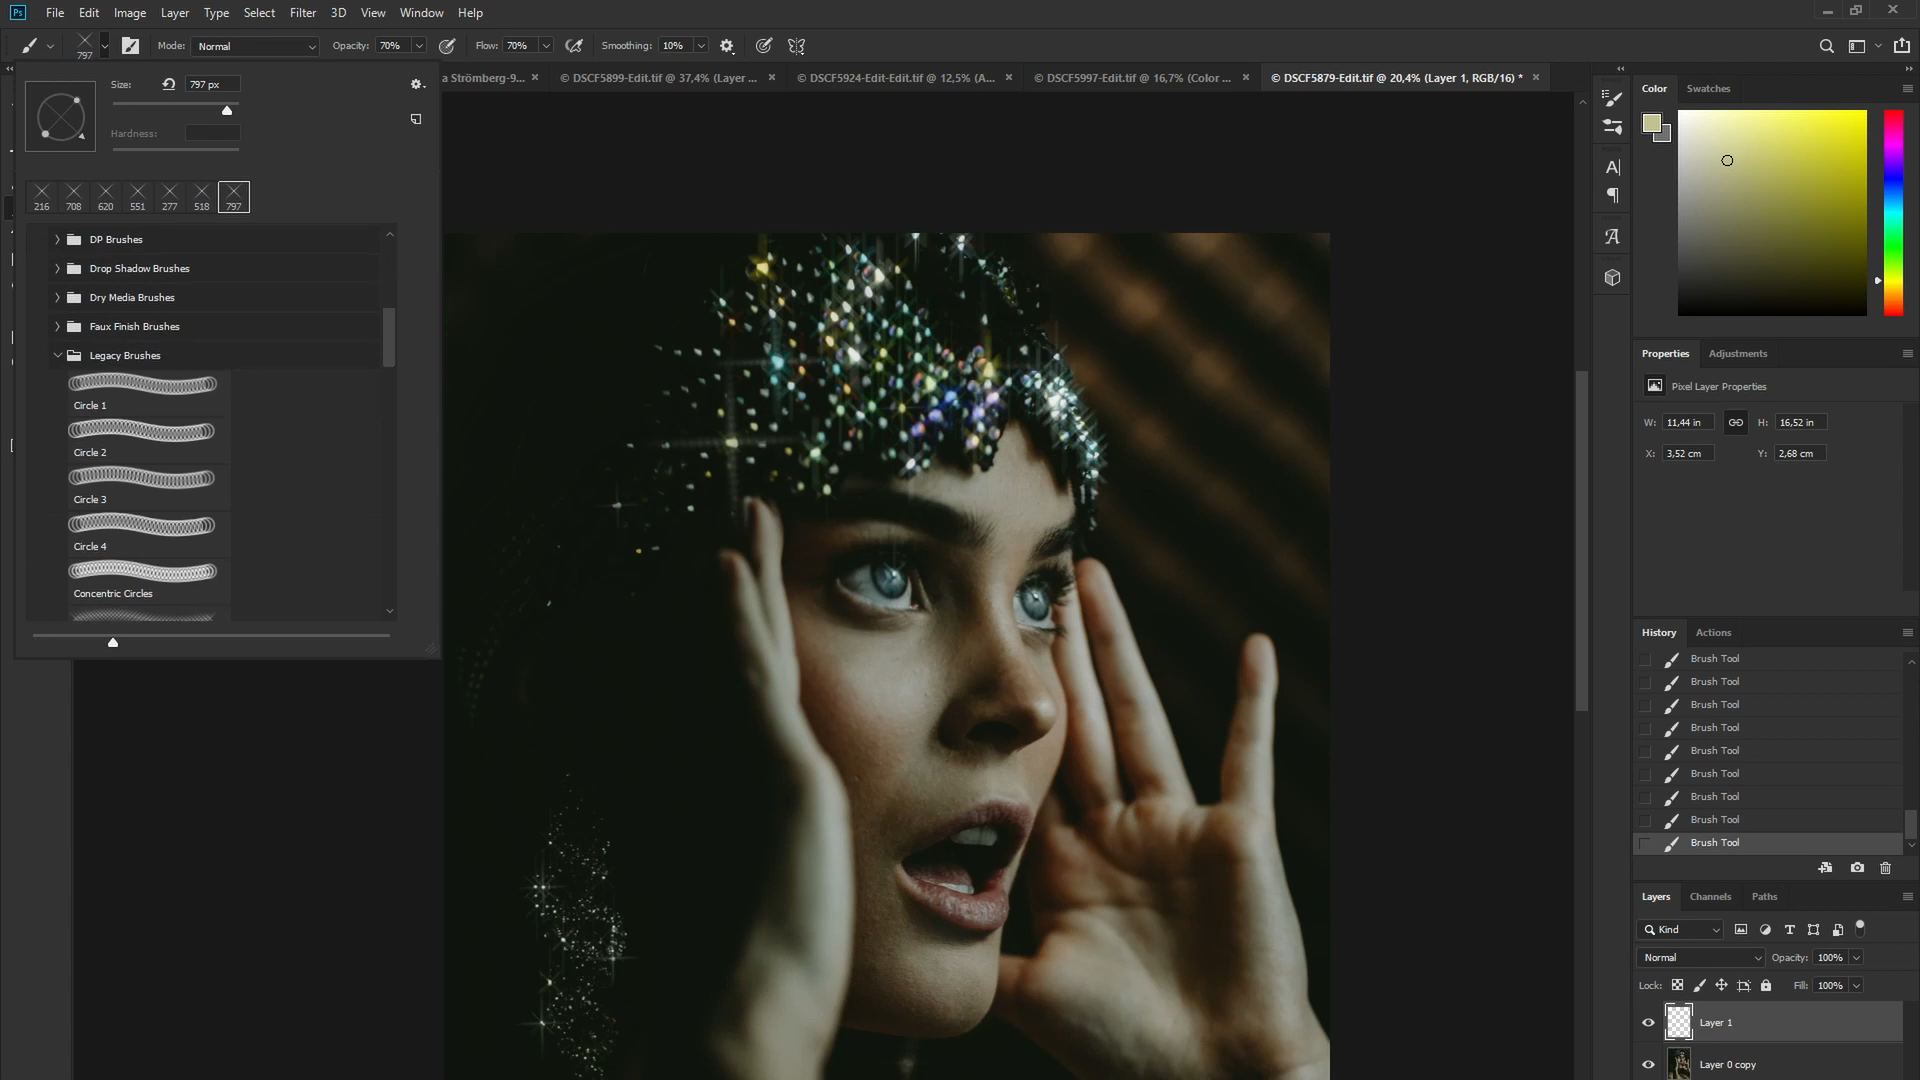 Ps File Edit Image Layer Type Select Filter 3D View Window Help
797 Mode: Normal Opacity: 70% Flow: 70% Smoothing: 10%
a Strömberg-9... × © DSCF5899-Edit.tif @ 37,4% (Layer ... × © DSCF5924-Edit-Edit.tif @ 12,5% (A... × © DSCF5997-Edit.tif @ 16,7% (Color ... × © DSCF5879-Edit.tif @ 20,4% (Layer 1, RGB/16) * ×
Size: 797 px
Hardness:
216 708 620 551 277 518 797
DP Brushes
Drop Shadow Brushes
Dry Media Brushes
Faux Finish Brushes
Legacy Brushes
Circle 1
Circle 2
Circle 3
Circle 4
Concentric Circles
Color Swatches
Properties Adjustments
Pixel Layer Properties
W: 11,44 in H: 16,52 in
X: 3,52 cm Y: 2,68 cm
History Actions
Brush Tool
Brush Tool
Brush Tool
Brush Tool
Brush Tool
Brush Tool
Brush Tool
Brush Tool
Brush Tool
Layers Channels Paths
Kind
Normal Opacity: 100%
Lock: Fill: 100%
Layer 1
Layer 0 copy